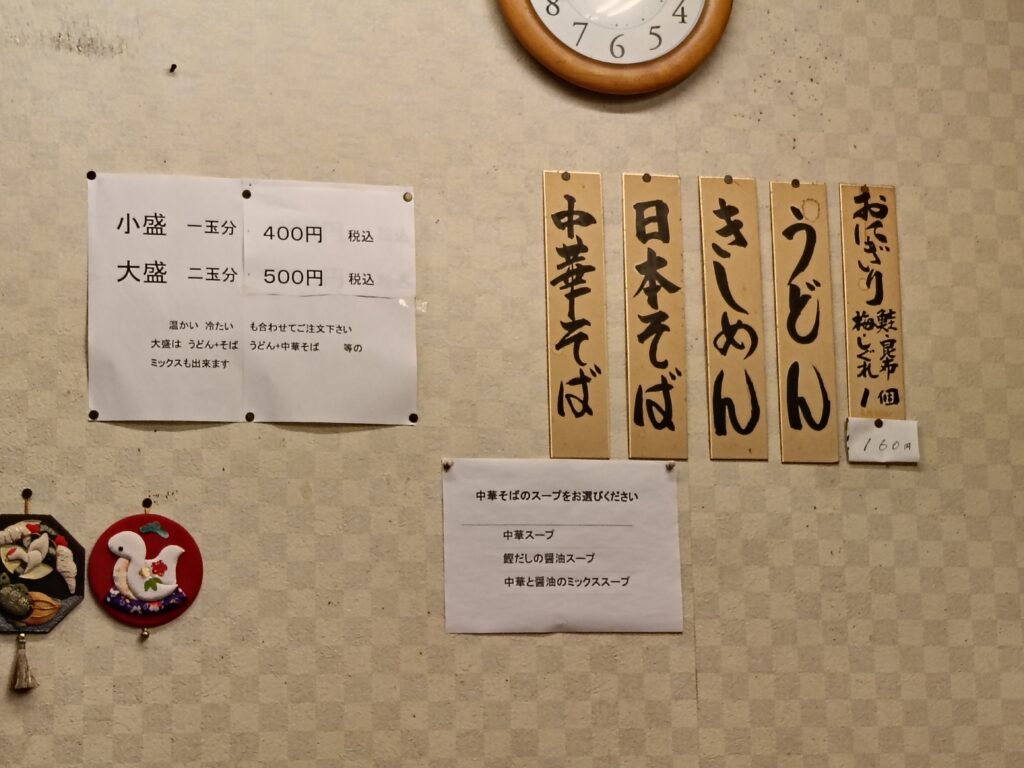 8 7 6 5 4
小盛 一玉分 400円 税込
大盛 二玉分 500円 税込
温かい 冷たい も合わせてご注文下さい
大盛は うどん+そば うどん+中華そば 等の
ミックスも出来ます
おにぎり
鮭・昆布
梅・しぐれ
1個
160円
うどん
きしめん
日本そば
中華そば
中華そばのスープをお選びください
中華スープ
鰹だしの醤油スープ
中華と醤油のミックススープ